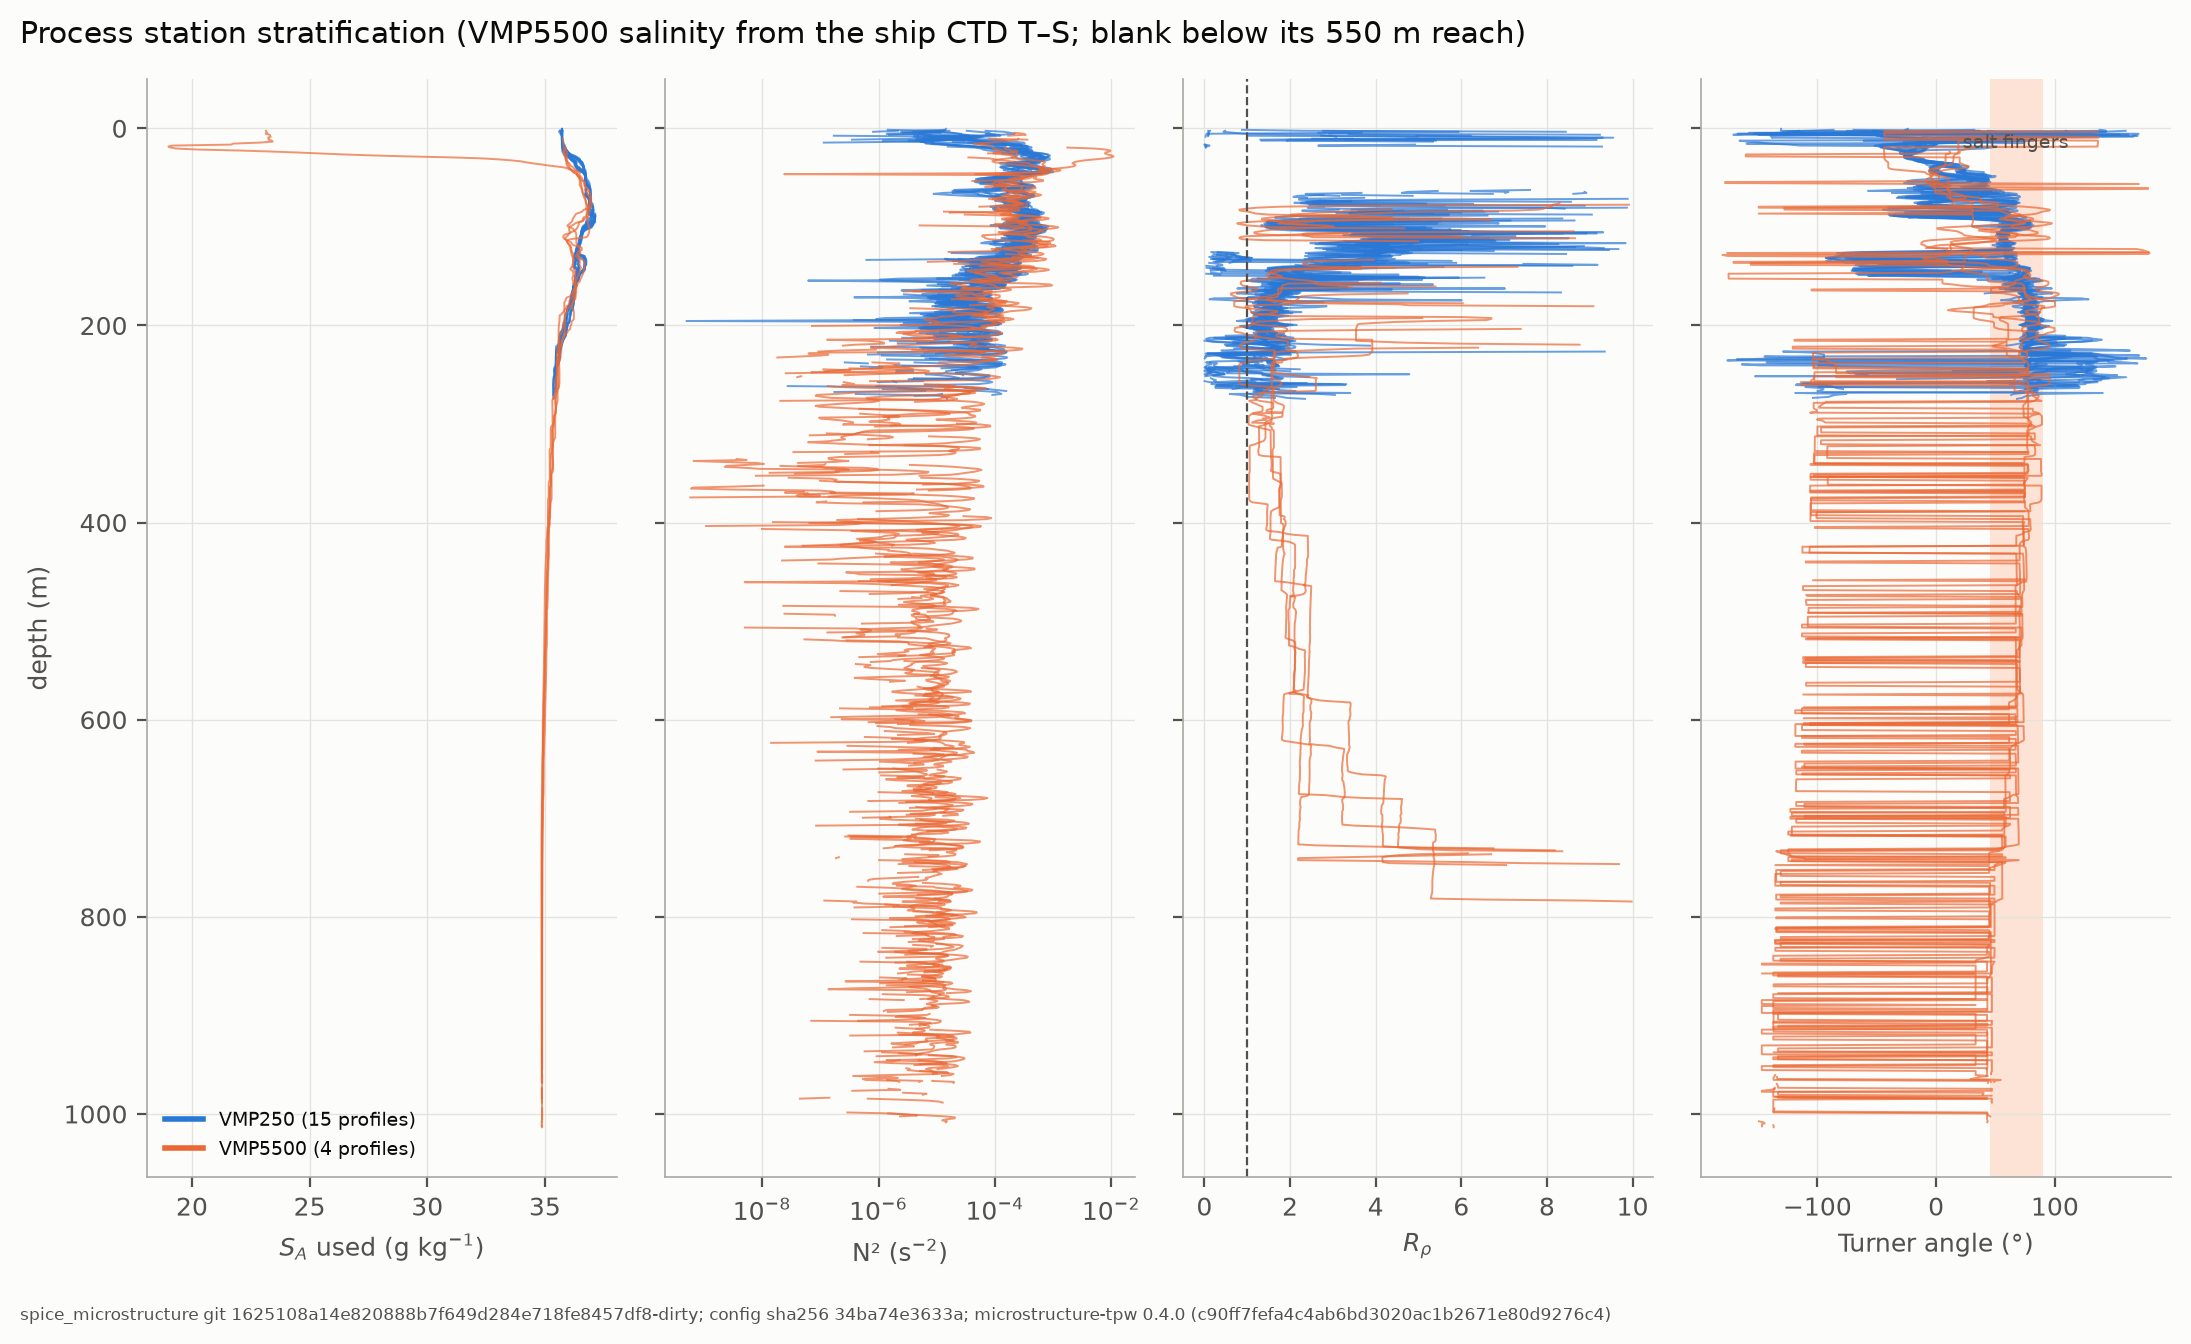 Process station stratification (VMP5500 salinity from the ship CTD T–S; blank below its 550 m reach)
depth (m)
0
200
400
600
800
1000
VMP250 (15 profiles)
VMP5500 (4 profiles)
20 25 30 35
S_A used (g kg⁻¹)
10⁻⁸ 10⁻⁶ 10⁻⁴ 10⁻²
N² (s⁻²)
0 2 4 6 8 10
R_ρ
salt fingers
−100 0 100
Turner angle (°)
spice_microstructure git 1625108a14e820888b7f649d284e718fe8457df8-dirty; config sha256 34ba74e3633a; microstructure-tpw 0.4.0 (c90ff7fefa4c4ab6bd3020ac1b2671e80d9276c4)